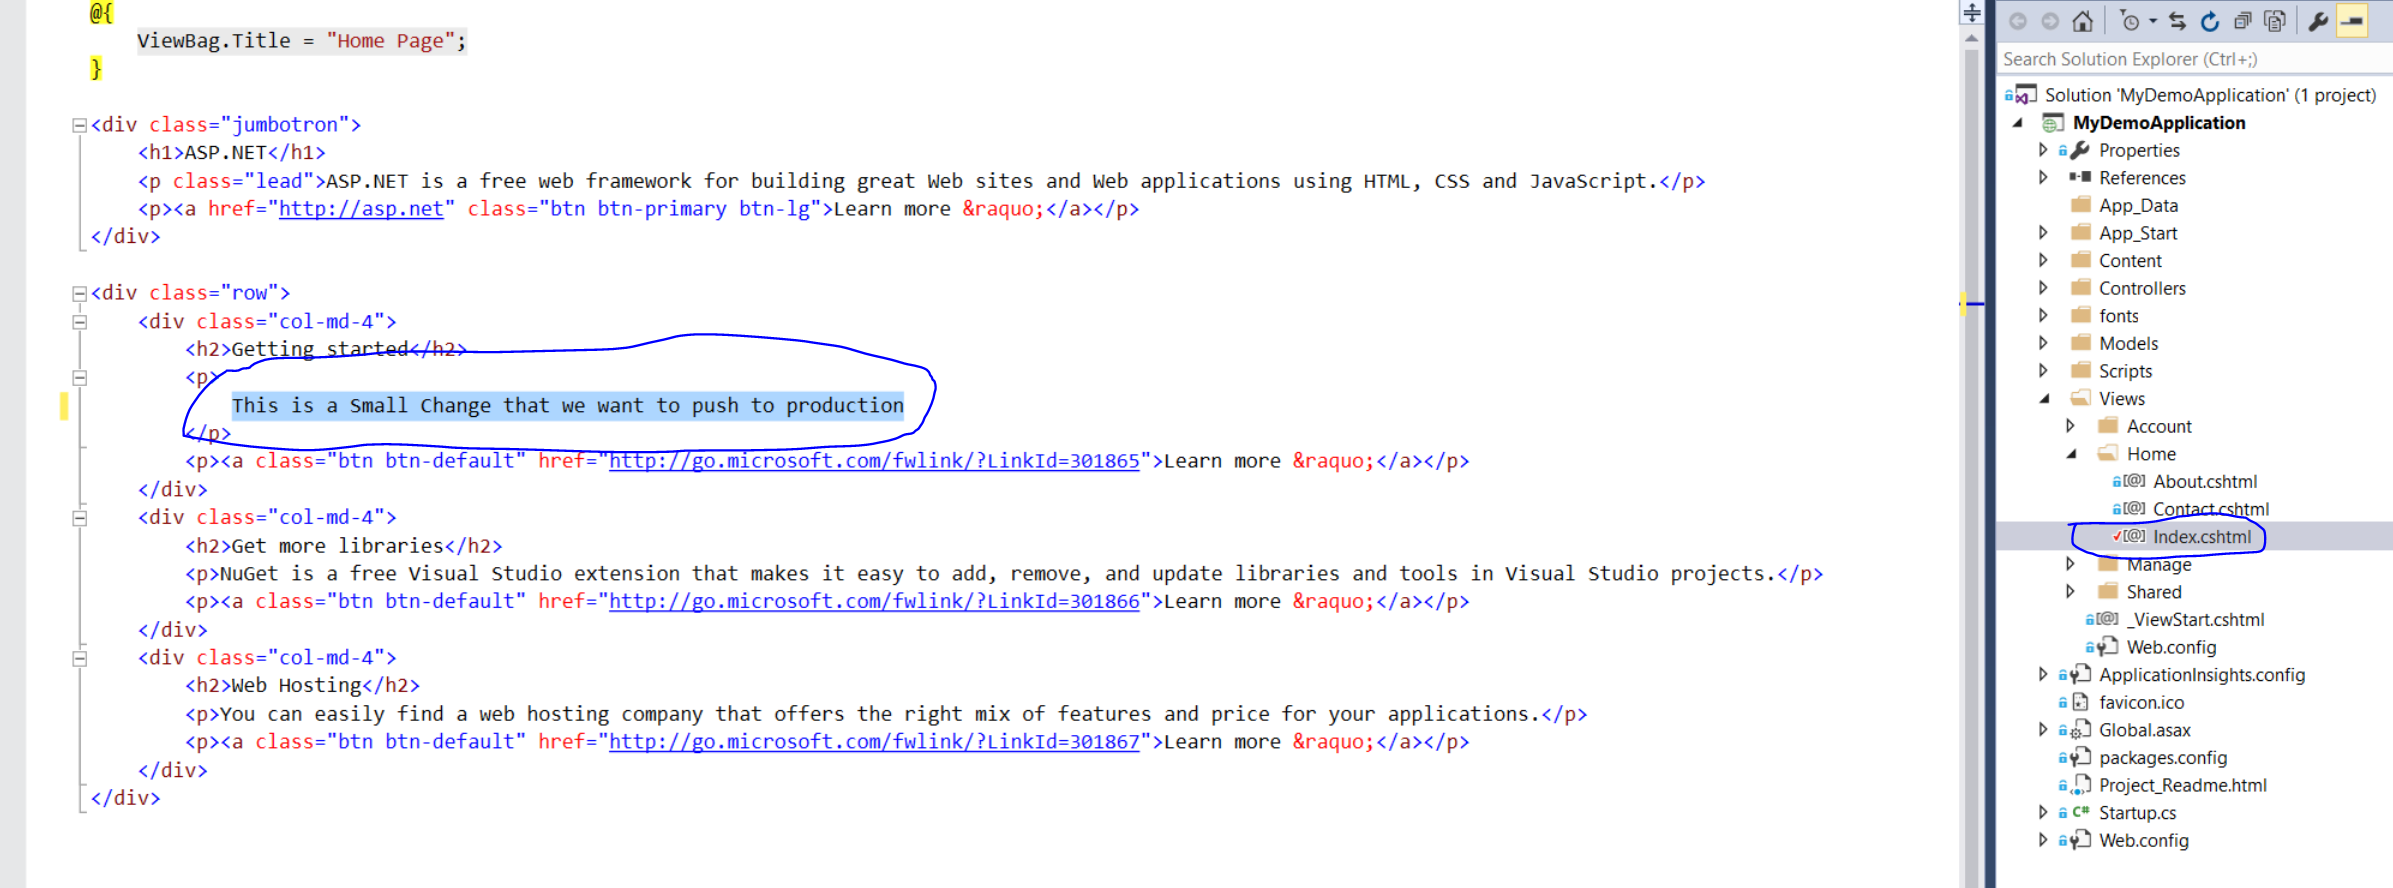 @{
    ViewBag.Title = "Home Page";
}
<div class="jumbotron">
    <h1>ASP.NET</h1>
    <p class="lead">ASP.NET is a free web framework for building great Web sites and Web applications using HTML, CSS and JavaScript.</p>
    <p><a href="http://asp.net" class="btn btn-primary btn-lg">Learn more &raquo;</a></p>
</div>
<div class="row">
    <div class="col-md-4">
        <h2>Getting started</h2>
        <p>
            This is a Small Change that we want to push to production
        </p>
        <p><a class="btn btn-default" href="http://go.microsoft.com/fwlink/?LinkId=301865">Learn more &raquo;</a></p>
    </div>
    <div class="col-md-4">
        <h2>Get more libraries</h2>
        <p>NuGet is a free Visual Studio extension that makes it easy to add, remove, and update libraries and tools in Visual Studio projects.</p>
        <p><a class="btn btn-default" href="http://go.microsoft.com/fwlink/?LinkId=301866">Learn more &raquo;</a></p>
    </div>
    <div class="col-md-4">
        <h2>Web Hosting</h2>
        <p>You can easily find a web hosting company that offers the right mix of features and price for your applications.</p>
        <p><a class="btn btn-default" href="http://go.microsoft.com/fwlink/?LinkId=301867">Learn more &raquo;</a></p>
    </div>
</div>
Search Solution Explorer (Ctrl+;)
Solution 'MyDemoApplication' (1 project)
MyDemoApplication
Properties
References
App_Data
App_Start
Content
Controllers
fonts
Models
Scripts
Views
Account
Home
[@] About.cshtml
[@] Contact.cshtml
[@] Index.cshtml
Manage
Shared
[@] _ViewStart.cshtml
Web.config
ApplicationInsights.config
favicon.ico
Global.asax
packages.config
Project_Readme.html
C# Startup.cs
Web.config